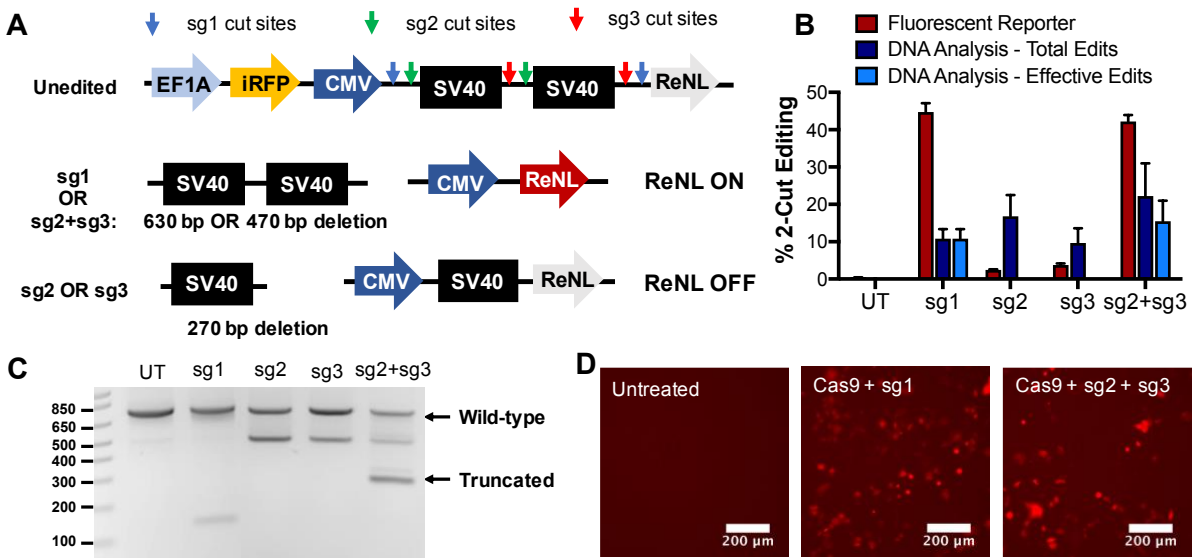 A
sg1 cut sites
sg2 cut sites
sg3 cut sites
Unedited
EF1A
iRFP
CMV
SV40
SV40
ReNL
sg1
OR
sg2+sg3:
SV40
SV40
CMV
ReNL
ReNL ON
630 bp OR 470 bp deletion
sg2 OR sg3
SV40
CMV
SV40
ReNL
ReNL OFF
270 bp deletion
B
Fluorescent Reporter
DNA Analysis - Total Edits
DNA Analysis - Effective Edits
% 2-Cut Editing
50
40
30
20
10
0
UT
sg1
sg2
sg3
sg2+sg3
C
UT
sg1
sg2
sg3
sg2+sg3
850
650
500
400
300
200
100
Wild-type
Truncated
D
Untreated
200 µm
Cas9 + sg1
200 µm
Cas9 + sg2 + sg3
200 µm